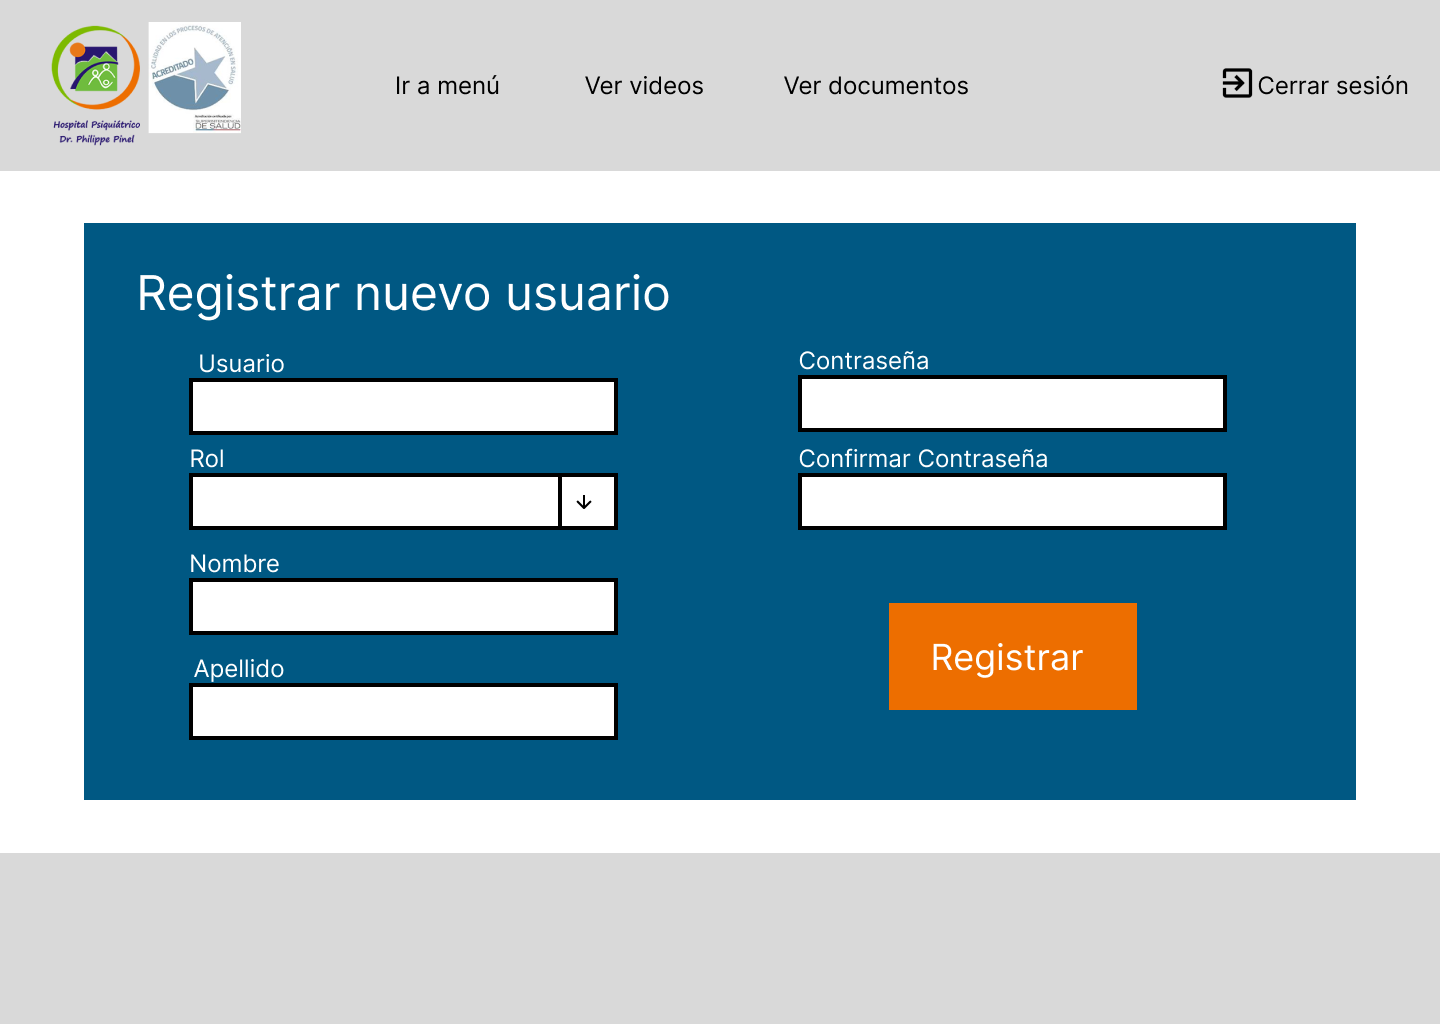 CALIDAD EN LOS PROCESOS DE ATENCIÓN EN SALUD
ACREDITADO
SUPERINTENDENCIA
DE SALUD
Hospital Psiquiátrico
Dr. Philippe Pinel
Ir a menú
Ver videos
Ver documentos
Cerrar sesión
Registrar nuevo usuario
Usuario
Contraseña
Rol
Confirmar Contraseña
Nombre
Apellido
Registrar